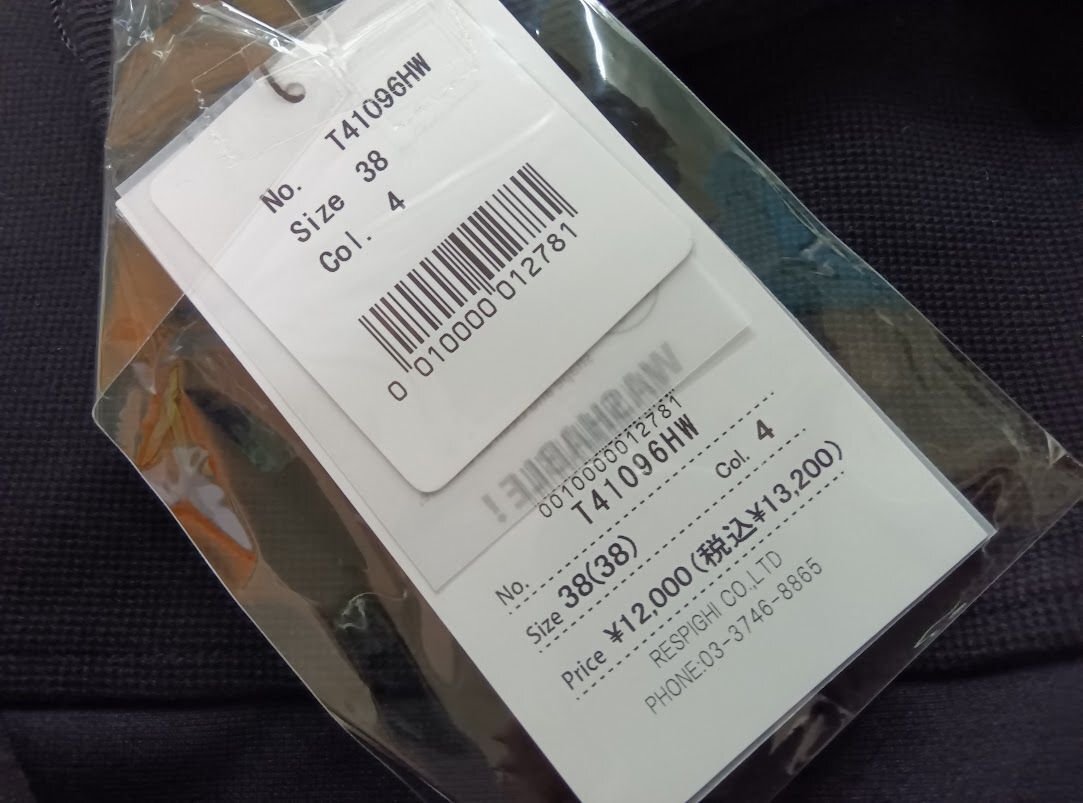 No. T41096HW
Size 38
Col. 4
0 010000 012781
WASHABLE!
0010000012781
No. T41096HW
Size 38(38) Col. 4
Price ¥12,000(税込¥13,200)
RESPIGHI CO.,LTD
PHONE:03-3746-8865